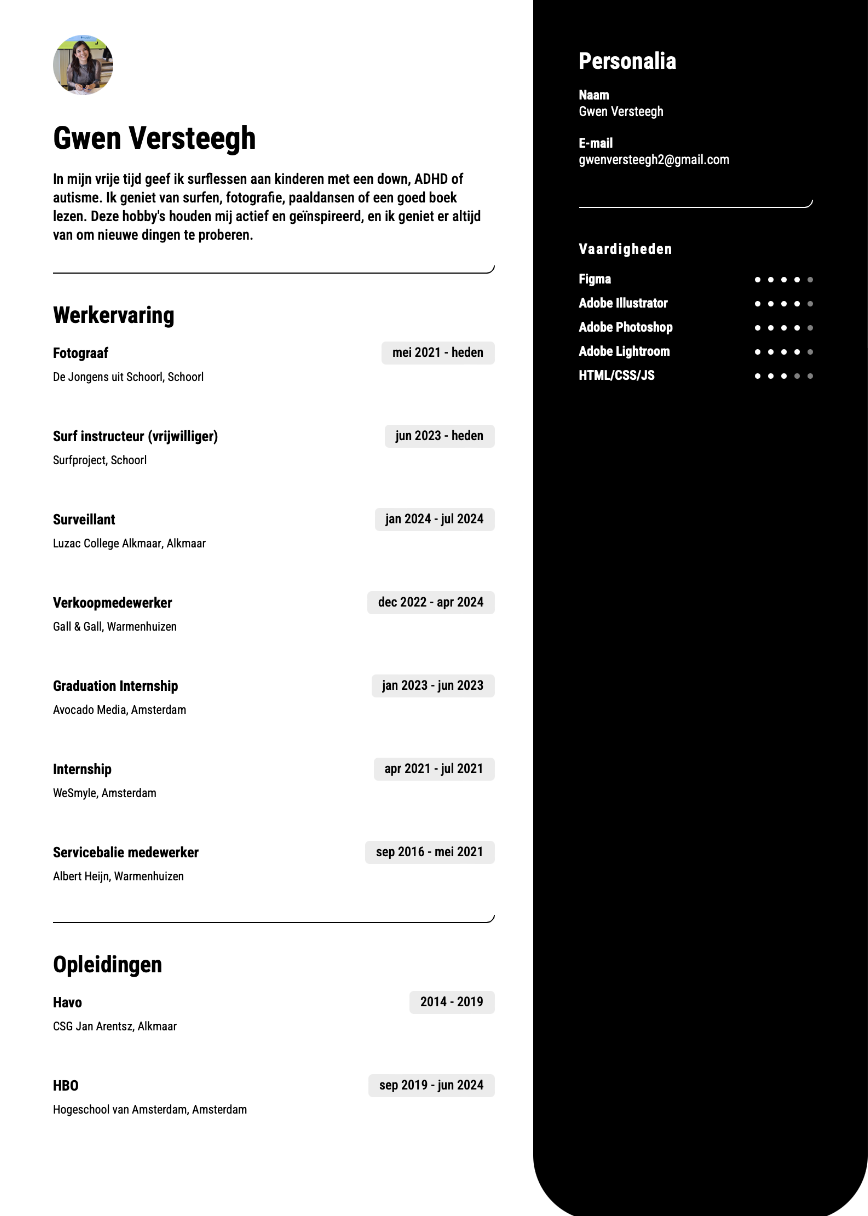 Gwen Versteegh
In mijn vrije tijd geef ik surflessen aan kinderen met een down, ADHD of
autisme. Ik geniet van surfen, fotografie, paaldansen of een goed boek
lezen. Deze hobby's houden mij actief en geïnspireerd, en ik geniet er altijd
van om nieuwe dingen te proberen.
Werkervaring
Fotograaf mei 2021 - heden
De Jongens uit Schoorl, Schoorl
Surf instructeur (vrijwilliger) jun 2023 - heden
Surfproject, Schoorl
Surveillant jan 2024 - jul 2024
Luzac College Alkmaar, Alkmaar
Verkoopmedewerker dec 2022 - apr 2024
Gall & Gall, Warmenhuizen
Graduation Internship jan 2023 - jun 2023
Avocado Media, Amsterdam
Internship apr 2021 - jul 2021
WeSmyle, Amsterdam
Servicebalie medewerker sep 2016 - mei 2021
Albert Heijn, Warmenhuizen
Opleidingen
Havo 2014 - 2019
CSG Jan Arentsz, Alkmaar
HBO sep 2019 - jun 2024
Hogeschool van Amsterdam, Amsterdam
Personalia
Naam
Gwen Versteegh
E-mail
gwenversteegh2@gmail.com
Vaardigheden
Figma
Adobe Illustrator
Adobe Photoshop
Adobe Lightroom
HTML/CSS/JS